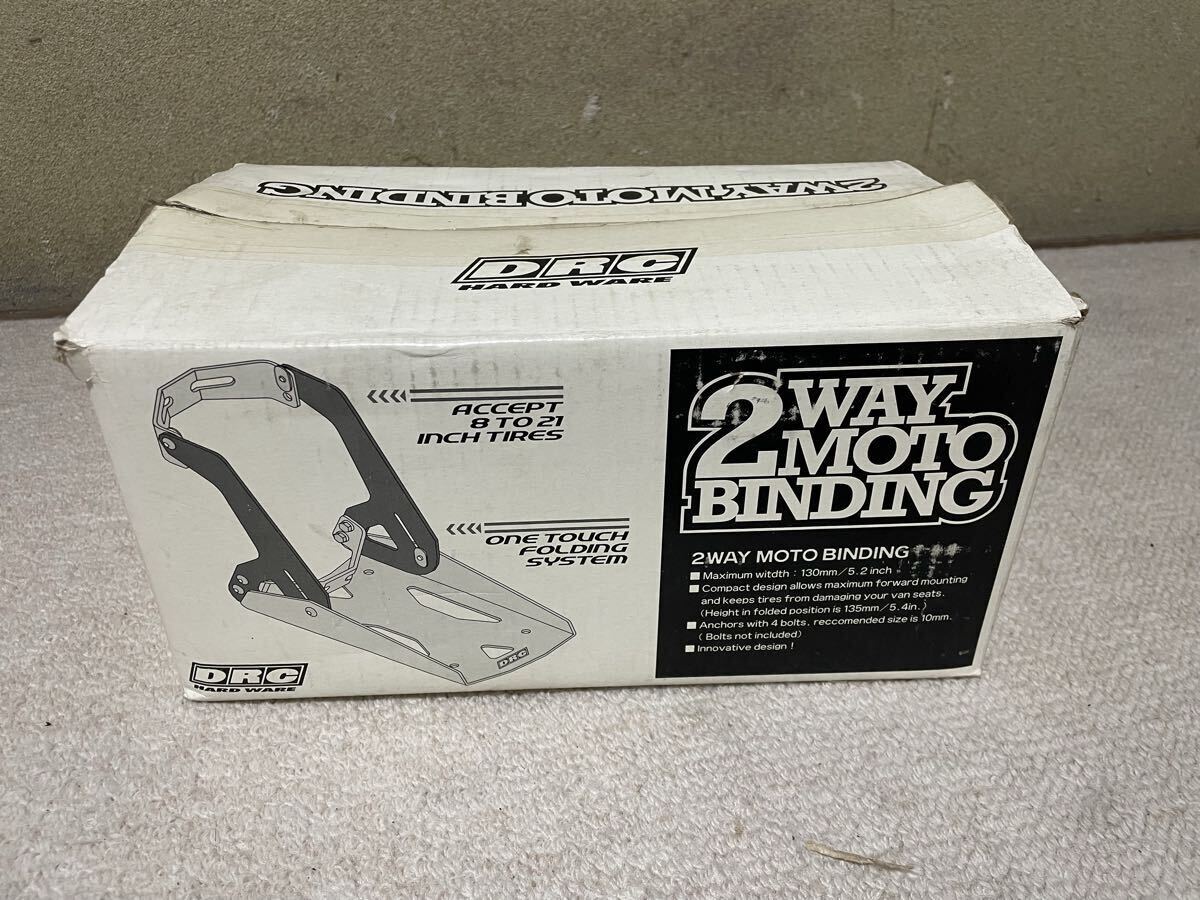 2WAY MOTO BINDING
DRC
HARD WARE
ACCEPT
8 TO 21
INCH TIRES
ONE TOUCH
FOLDING
SYSTEM
DRC
DRC
HARD WARE
2 WAY
MOTO
BINDING
2WAY MOTO BINDING
■ Maximum witdth : 130mm/5.2 inch
■ Compact design allows maximum forward mounting
and keeps tires from damaging your van seats.
(Height in folded position is 135mm/5.4in.)
■ Anchors with 4 bolts. reccomended size is 10mm.
( Bolts not included)
■ Innovative design !